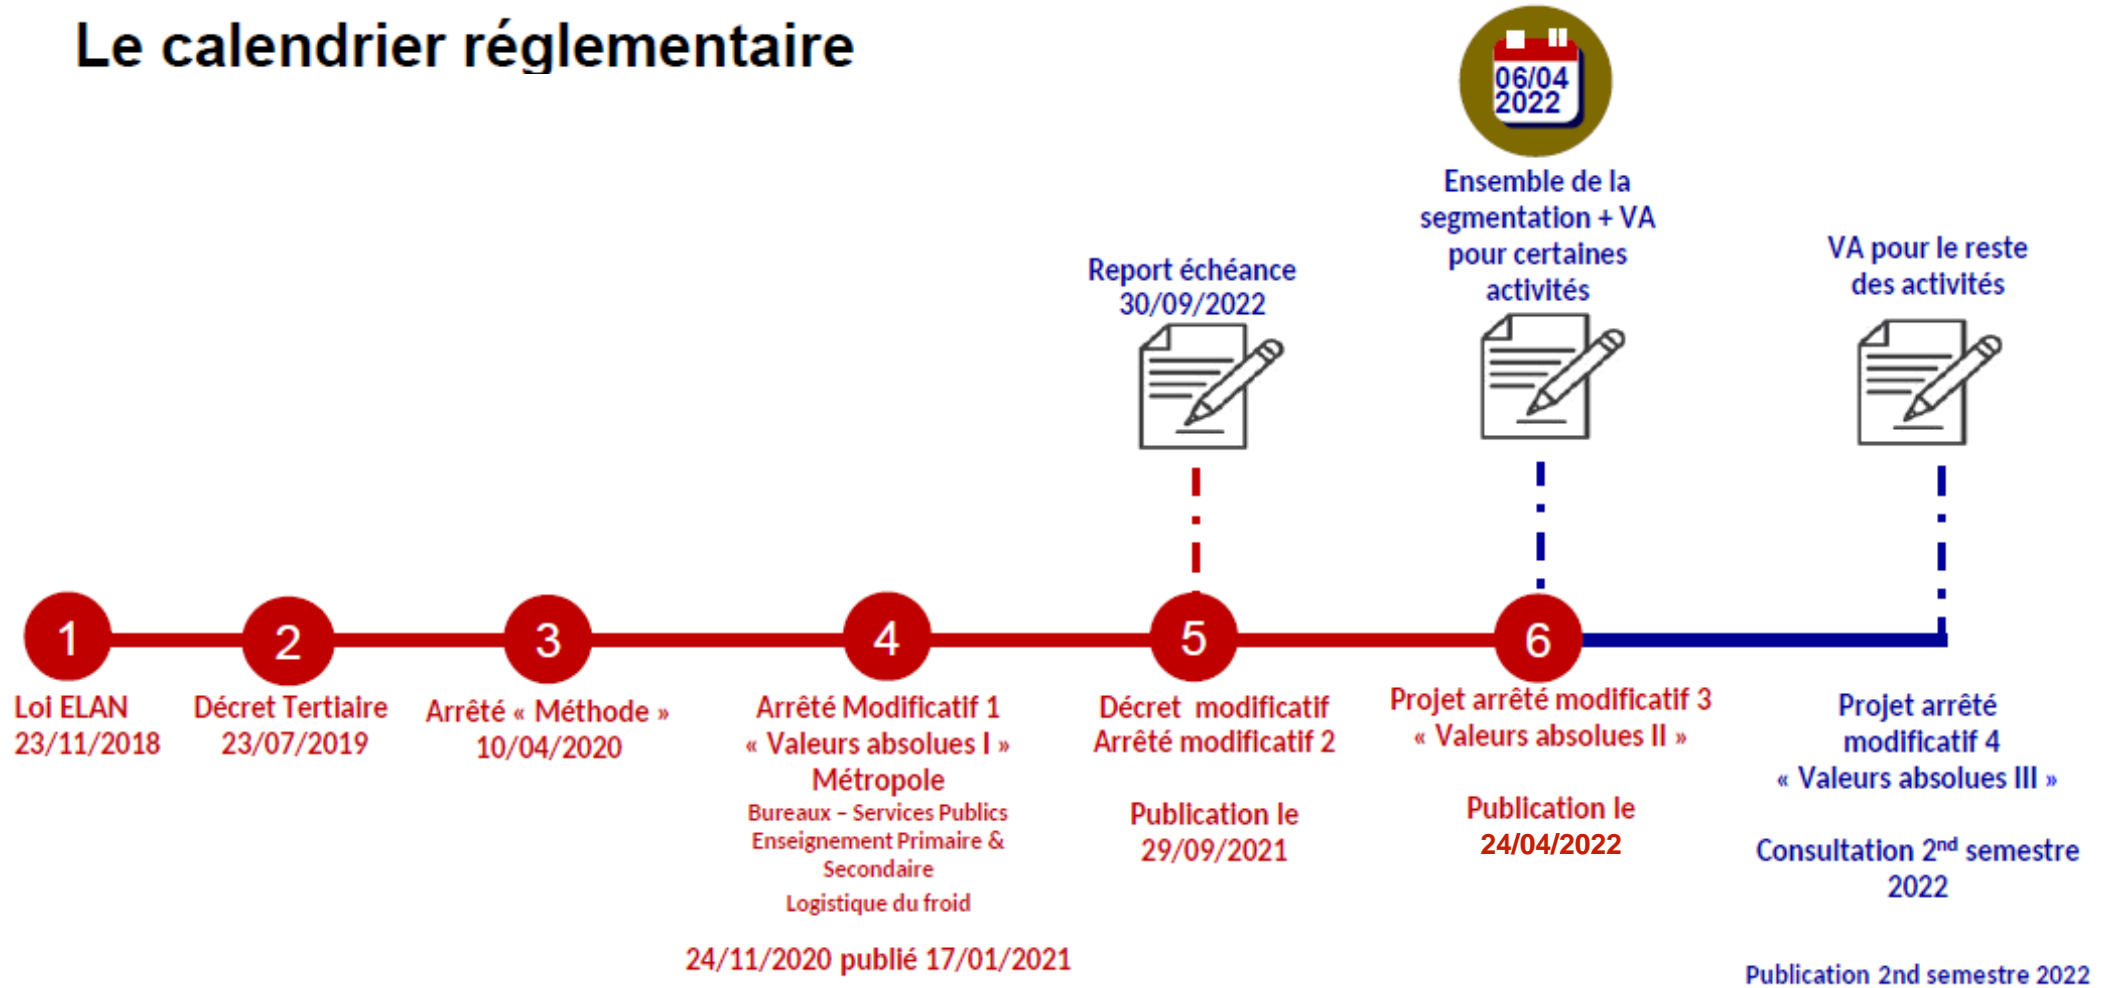 Le calendrier réglementaire
06/04
2022
Ensemble de la
segmentation + VA
pour certaines
activités
Report échéance
30/09/2022
VA pour le reste
des activités
1
2
3
4
5
6
Loi ELAN
23/11/2018
Décret Tertiaire
23/07/2019
Arrêté « Méthode »
10/04/2020
Arrêté Modificatif 1
« Valeurs absolues I »
Métropole
Bureaux – Services Publics
Enseignement Primaire &
Secondaire
Logistique du froid
24/11/2020 publié 17/01/2021
Décret modificatif
Arrêté modificatif 2
Publication le
29/09/2021
Projet arrêté modificatif 3
« Valeurs absolues II »
Publication le
24/04/2022
Projet arrêté
modificatif 4
« Valeurs absolues III »
Consultation 2nd semestre
2022
Publication 2nd semestre 2022